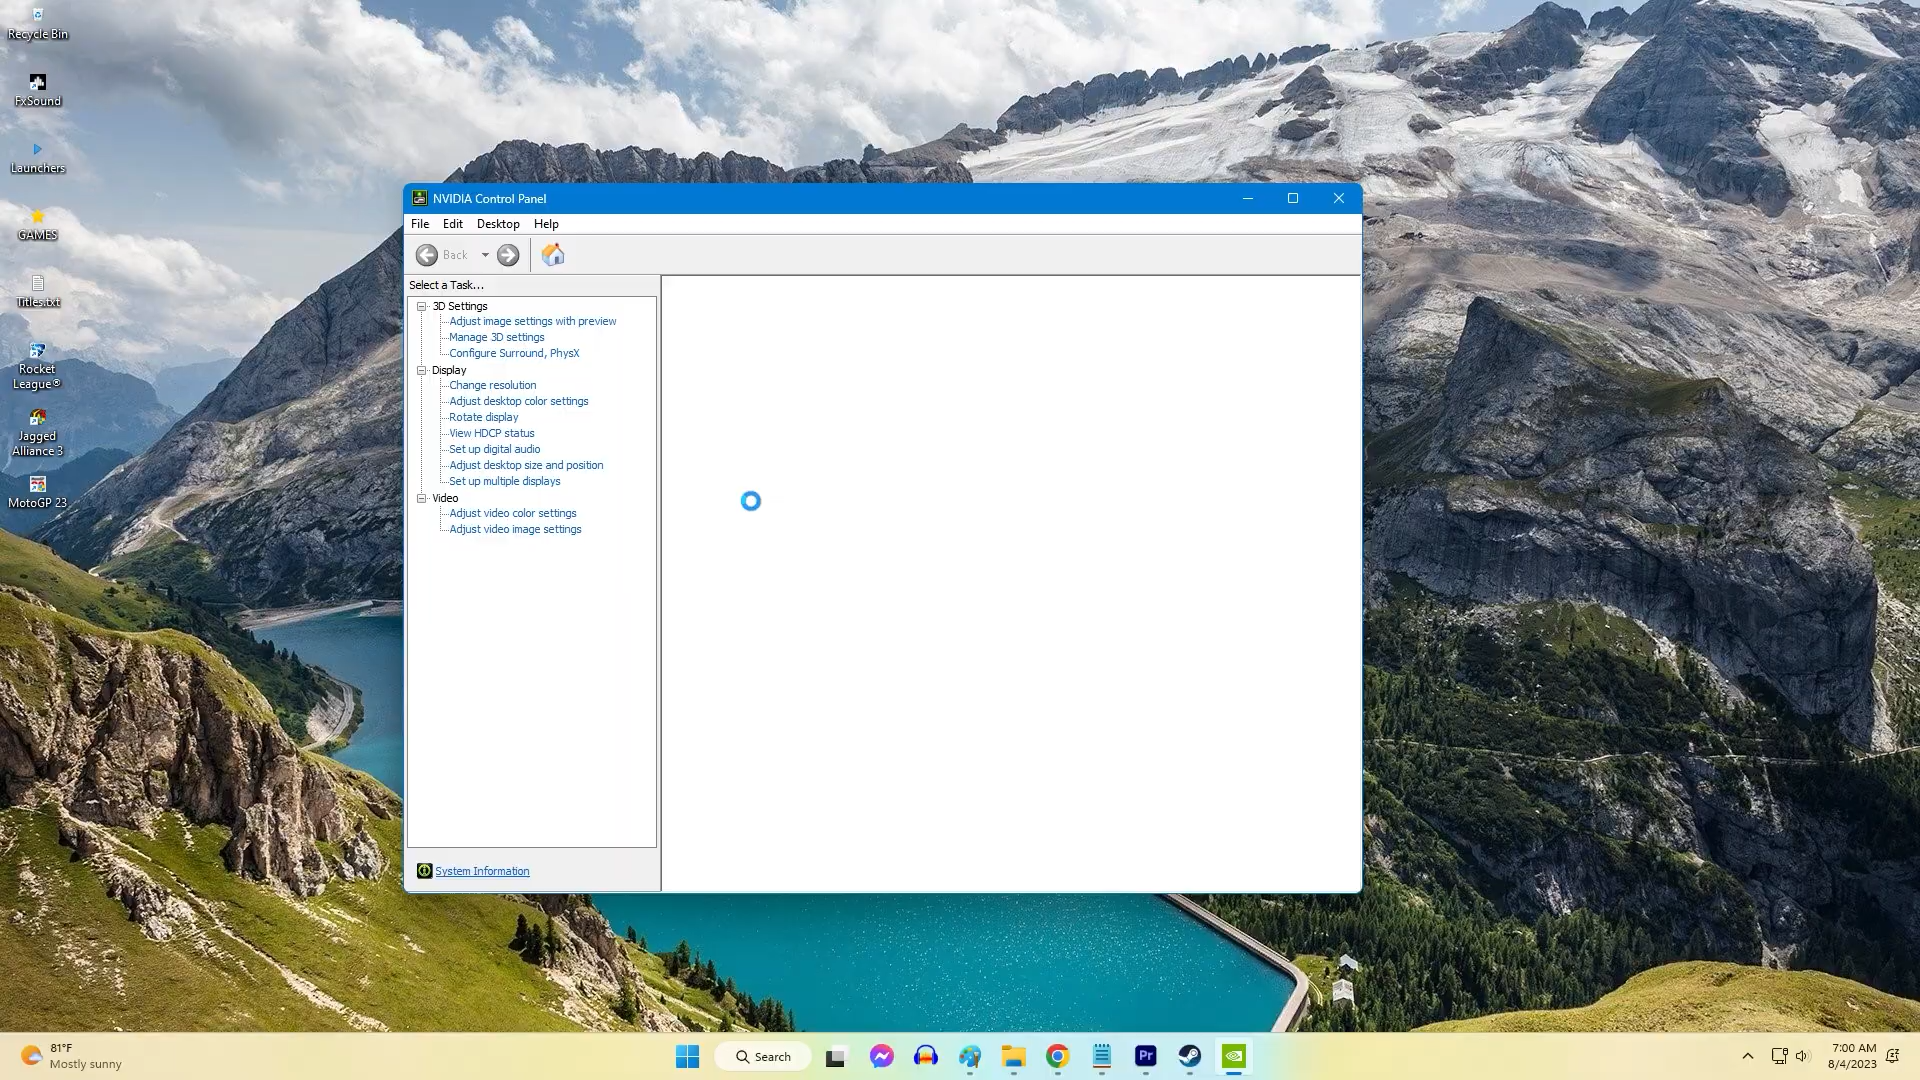 Recycle Bin
FxSound
Launchers
GAMES
Titles.txt
Rocket
League®
Jagged
Alliance 3
MotoGP 23
NVIDIA Control Panel
File Edit Desktop Help
Back
Select a Task...
3D Settings
Adjust image settings with preview
Manage 3D settings
Configure Surround, PhysX
Display
Change resolution
Adjust desktop color settings
Rotate display
View HDCP status
Set up digital audio
Adjust desktop size and position
Set up multiple displays
Video
Adjust video color settings
Adjust video image settings
System Information
81°F
Mostly sunny
Search
Pr
7:00 AM
8/4/2023